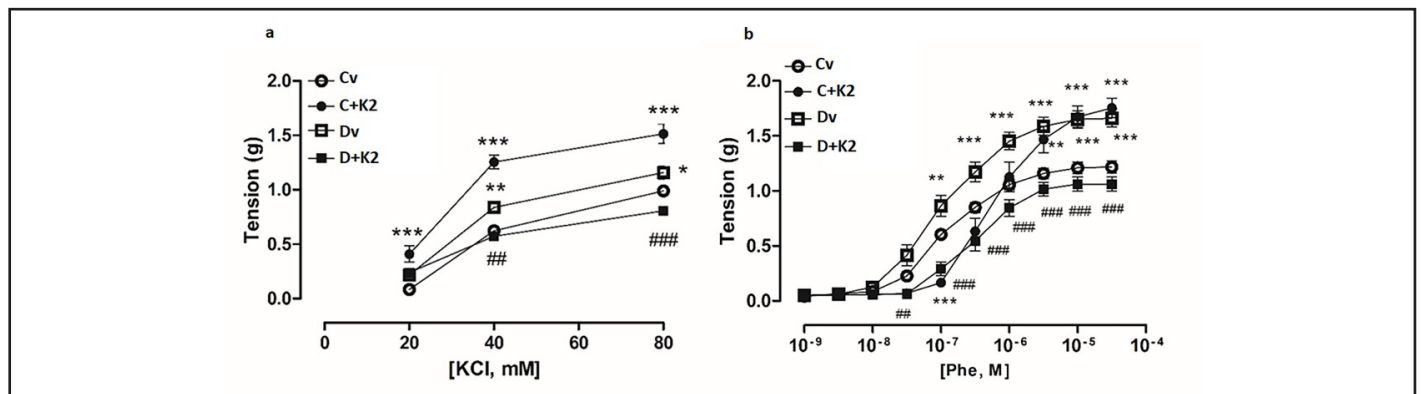 a
Cv
C+K2
Dv
D+K2
Tension (g)
2.0
1.5
1.0
0.5
0.0
***
***
***
**
*
##
###
0 20 40 60 80
[KCl, mM]
b
Cv
C+K2
Dv
D+K2
Tension (g)
2.0
1.5
1.0
0.5
0.0
**
***
***
***
***
***
**
***
***
***
##
###
###
###
###
###
###
10⁻⁹ 10⁻⁸ 10⁻⁷ 10⁻⁶ 10⁻⁵ 10⁻⁴
[Phe, M]